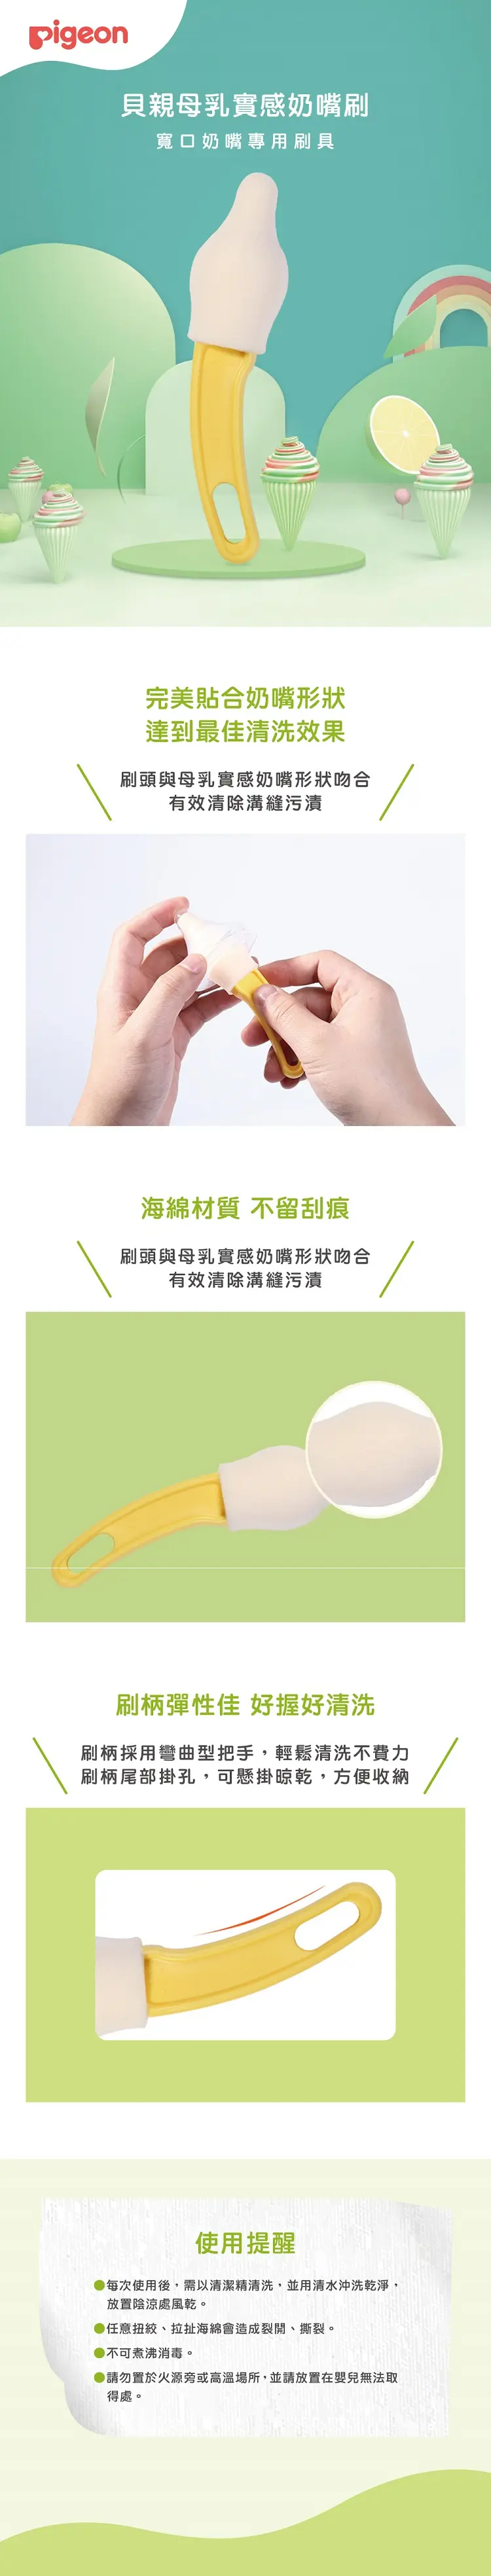 pigeon
貝親母乳實感奶嘴刷
寬口奶嘴專用刷具
完美貼合奶嘴形狀
達到最佳清洗效果
刷頭與母乳實感奶嘴形狀吻合
有效清除溝縫污漬
海綿材質 不留刮痕
刷頭與母乳實感奶嘴形狀吻合
有效清除溝縫污漬
刷柄彈性佳 好握好清洗
刷柄採用彎曲型把手，輕鬆清洗不費力
刷柄尾部掛孔，可懸掛晾乾，方便收納
使用提醒
●每次使用後，需以清潔精清洗，並用清水沖洗乾淨，
放置陰涼處風乾。
●任意扭絞、拉扯海綿會造成裂開、撕裂。
●不可煮沸消毒。
●請勿置於火源旁或高溫場所，並請放置在嬰兒無法取
得處。